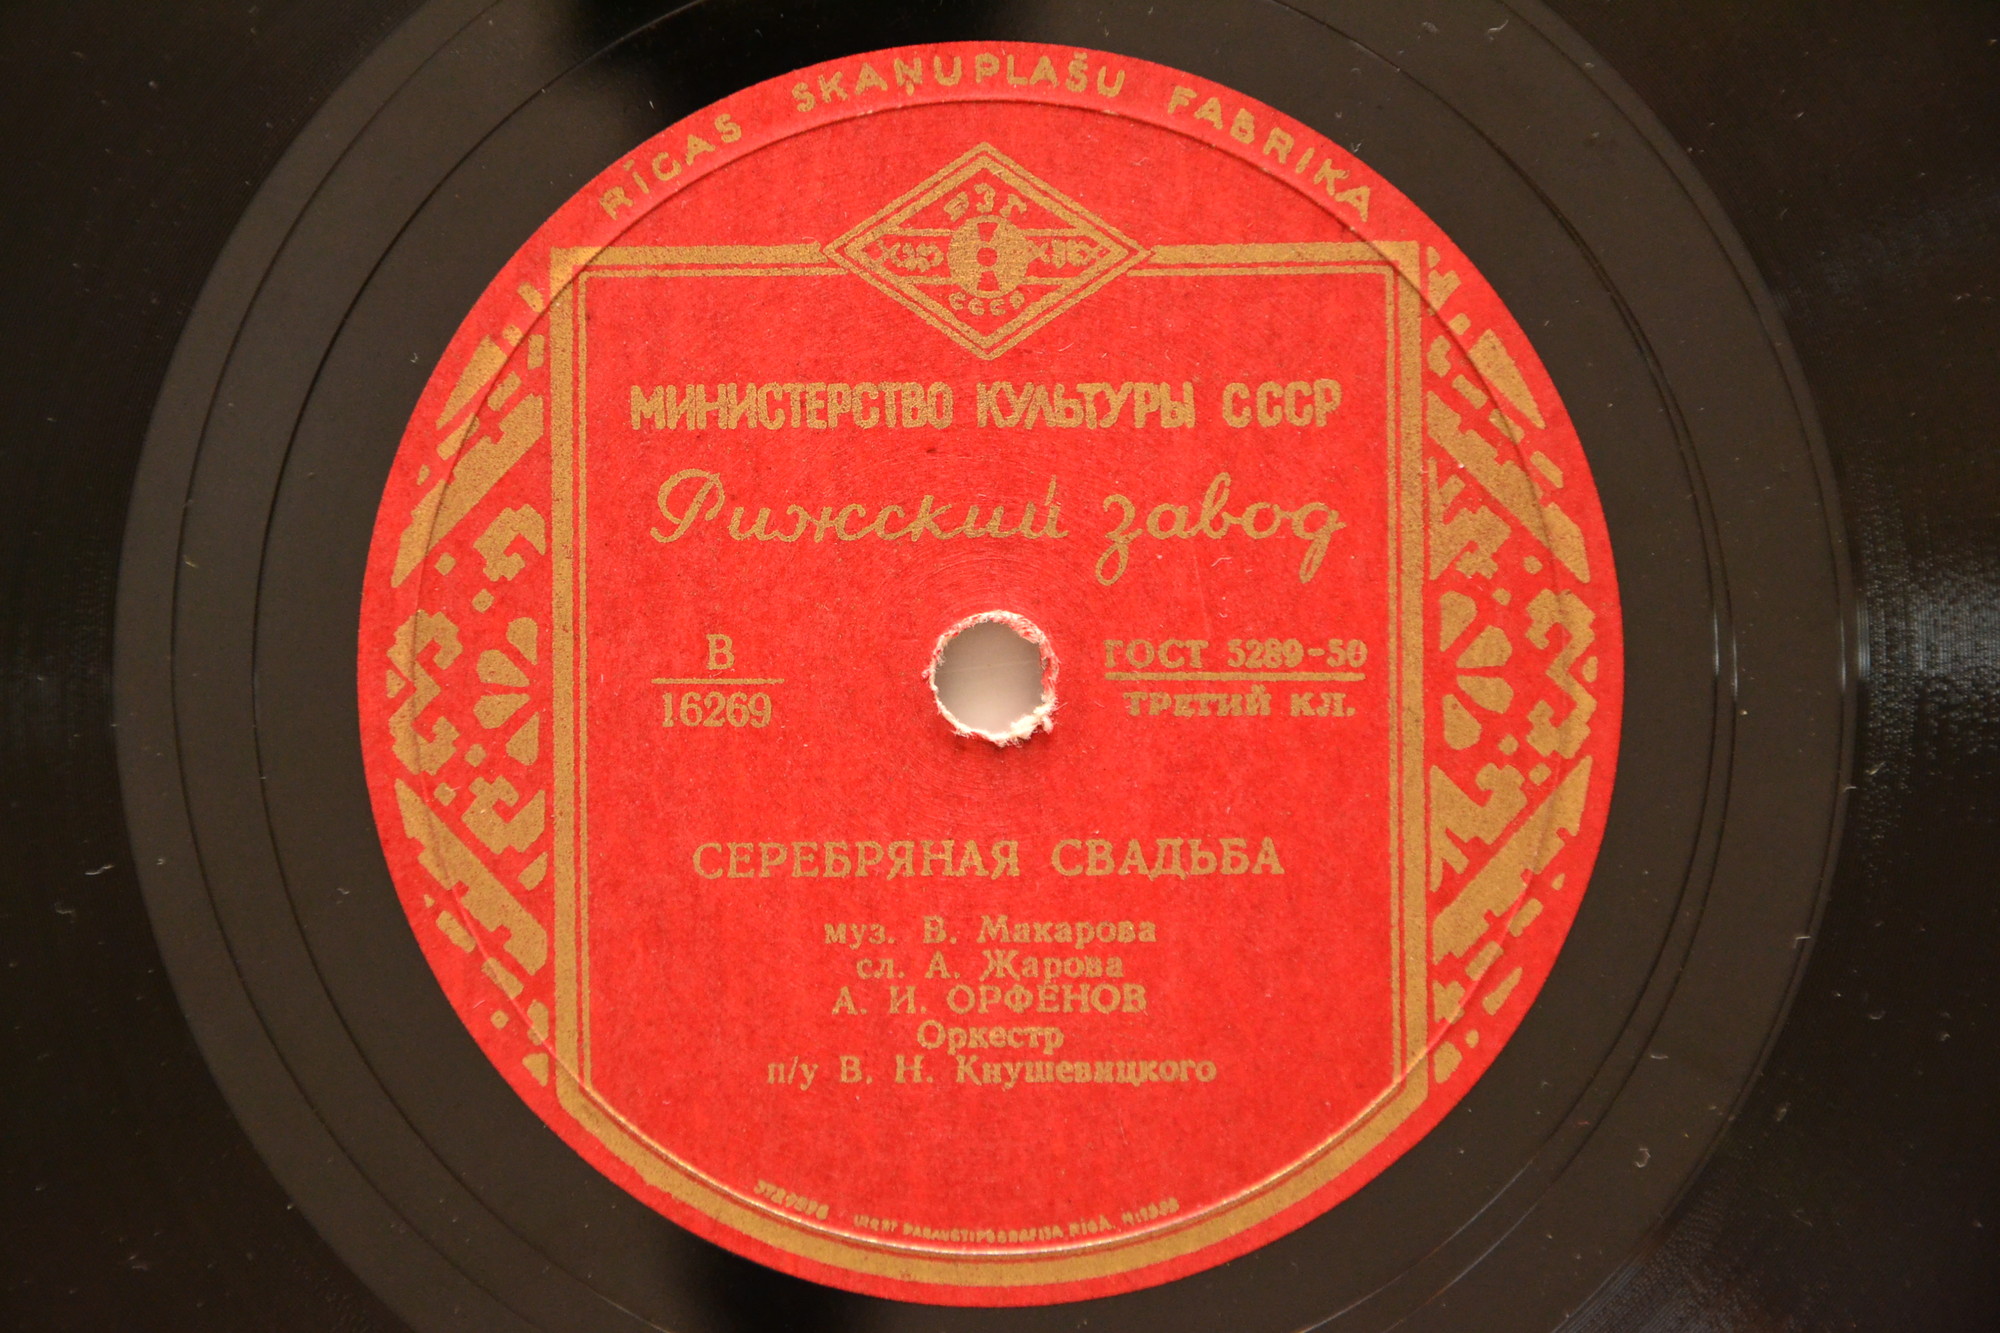 RĪGAS SKAŅUPLAŠU FABRIKA
СССР
МИНИСТЕРСТВО КУЛЬТУРЫ СССР
Рижский завод
В
16269
ГОСТ 5289-50
ТРЕТИЙ КЛ.
СЕРЕБРЯНАЯ СВАДЬБА
муз. В. Макарова
сл. А. Жарова
А. И. ОРФЕНОВ
Оркестр
п/у В. Н. Кнушевицкого